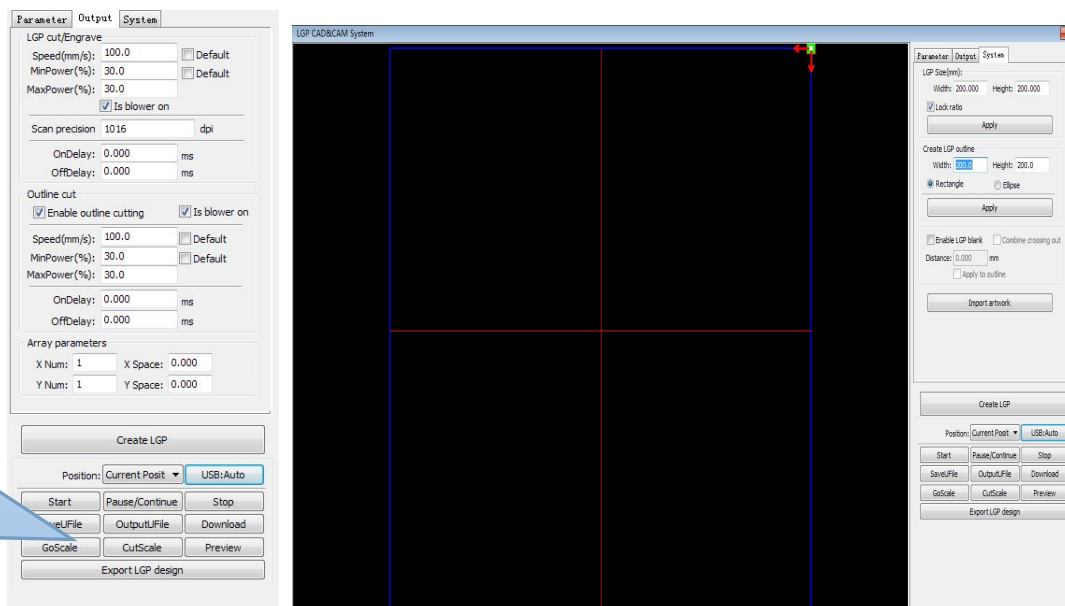 Parameter Output System
LGP cut/Engrave
Speed(mm/s): 100.0 Default
MinPower(%): 30.0 Default
MaxPower(%): 30.0
Is blower on
Scan precision 1016 dpi
OnDelay: 0.000 ms
OffDelay: 0.000 ms
Outline cut
Enable outline cutting Is blower on
Speed(mm/s): 100.0 Default
MinPower(%): 30.0 Default
MaxPower(%): 30.0
OnDelay: 0.000 ms
OffDelay: 0.000 ms
Array parameters
X Num: 1 X Space: 0.000
Y Num: 1 Y Space: 0.000
Create LGP
Position: Current Posit USB:Auto
Start Pause/Continue Stop
veUFile OutputUFile Download
GoScale CutScale Preview
Export LGP design
LGP CAD&CAM System
Parameter Output System
LGP Size(mm):
Width: 200.000 Height: 200.000
Lock ratio
Apply
Create LGP outline
Width: 200.0 Height: 200.0
Rectangle Ellipse
Apply
Enable LGP blank Combine crossing out
Distance: 0.000 mm
Apply to outline
Import artwork
Create LGP
Position: Current Posit USB:Auto
Start Pause/Continue Stop
SaveUFile OutputUFile Download
GoScale CutScale Preview
Export LGP design